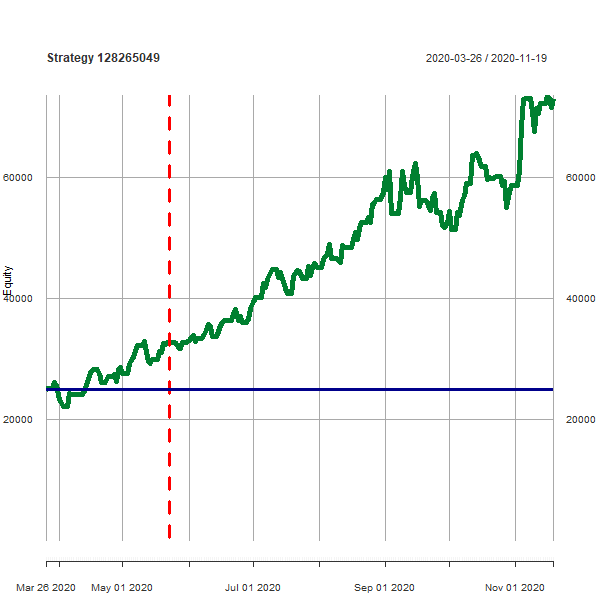 Strategy 128265049
2020-03-26 / 2020-11-19
60000
60000
Equity
40000
40000
20000
20000
Mar 26 2020
May 01 2020
Jul 01 2020
Sep 01 2020
Nov 01 2020